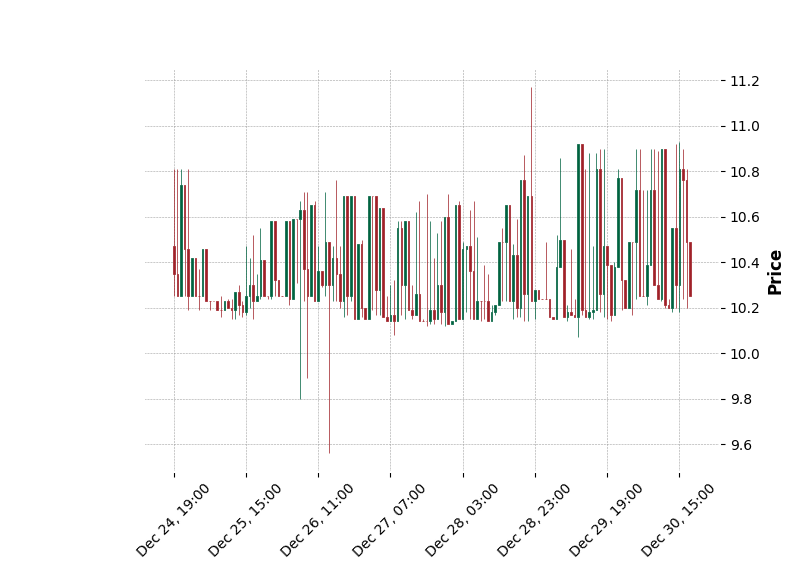 11.2
11.0
10.8
10.6
10.4
10.2
10.0
9.8
9.6
Price
Dec 24, 19:00
Dec 25, 15:00
Dec 26, 11:00
Dec 27, 07:00
Dec 28, 03:00
Dec 28, 23:00
Dec 29, 19:00
Dec 30, 15:00